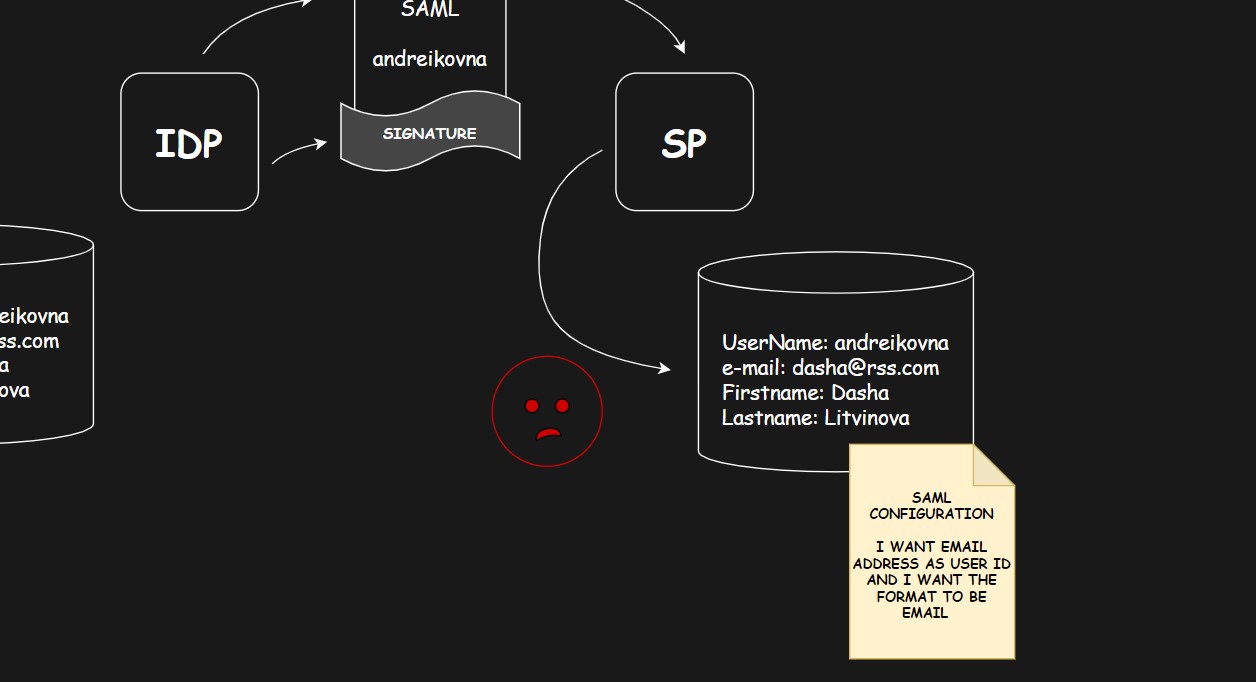 SAML
andreikovna
SIGNATURE
IDP
SP
eikovna
ss.com
a
ova
UserName: andreikovna
e-mail: dasha@rss.com
Firstname: Dasha
Lastname: Litvinova
SAML
CONFIGURATION
I WANT EMAIL
ADDRESS AS USER ID
AND I WANT THE
FORMAT TO BE
EMAIL